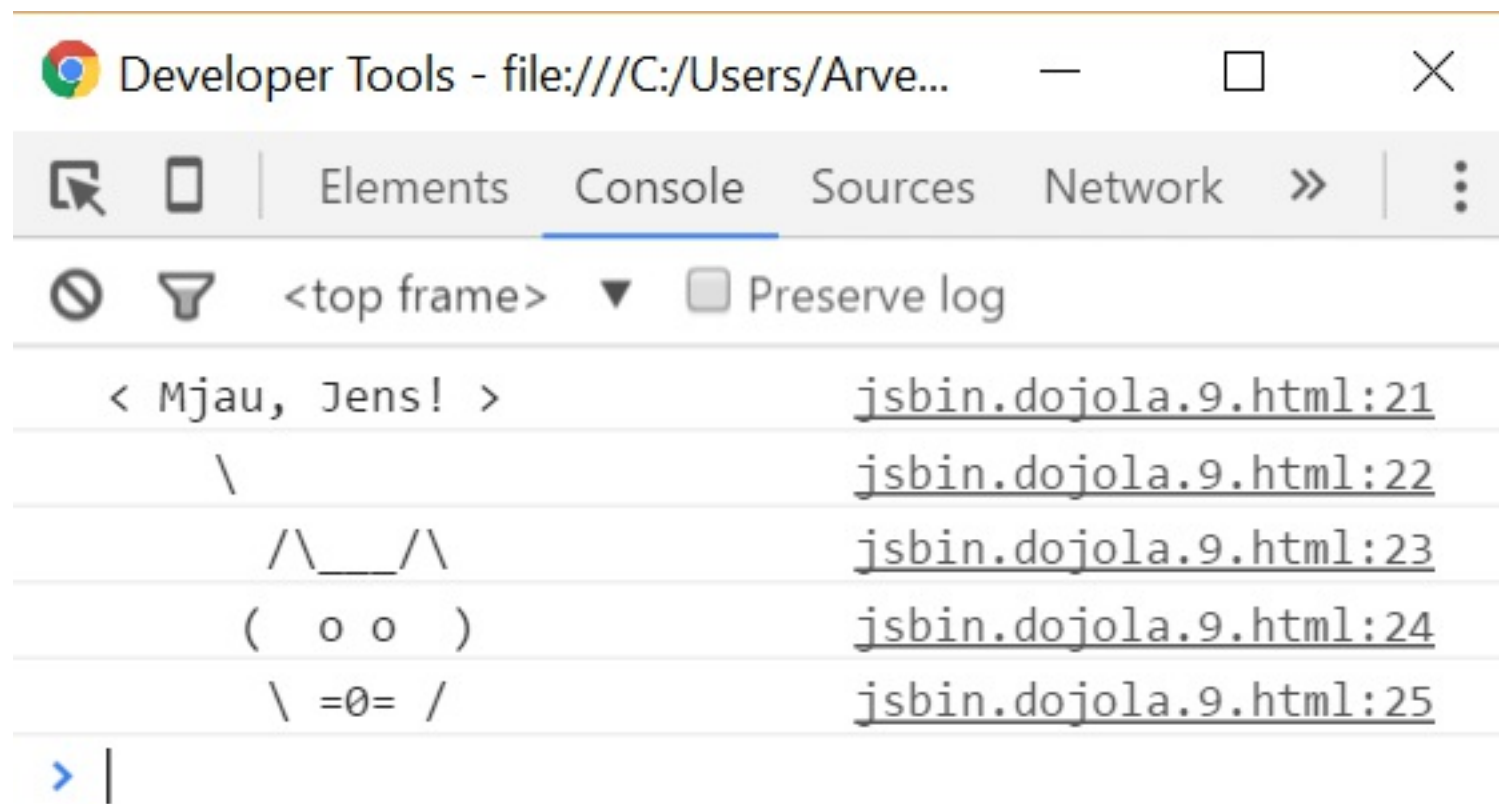 Developer Tools - file:///C:/Users/Arve...
Elements Console Sources Network »
<top frame> ▼ Preserve log
< Mjau, Jens! > jsbin.dojola.9.html:21
\ jsbin.dojola.9.html:22
/\___/\ jsbin.dojola.9.html:23
(  o o  ) jsbin.dojola.9.html:24
\ =0= / jsbin.dojola.9.html:25
>